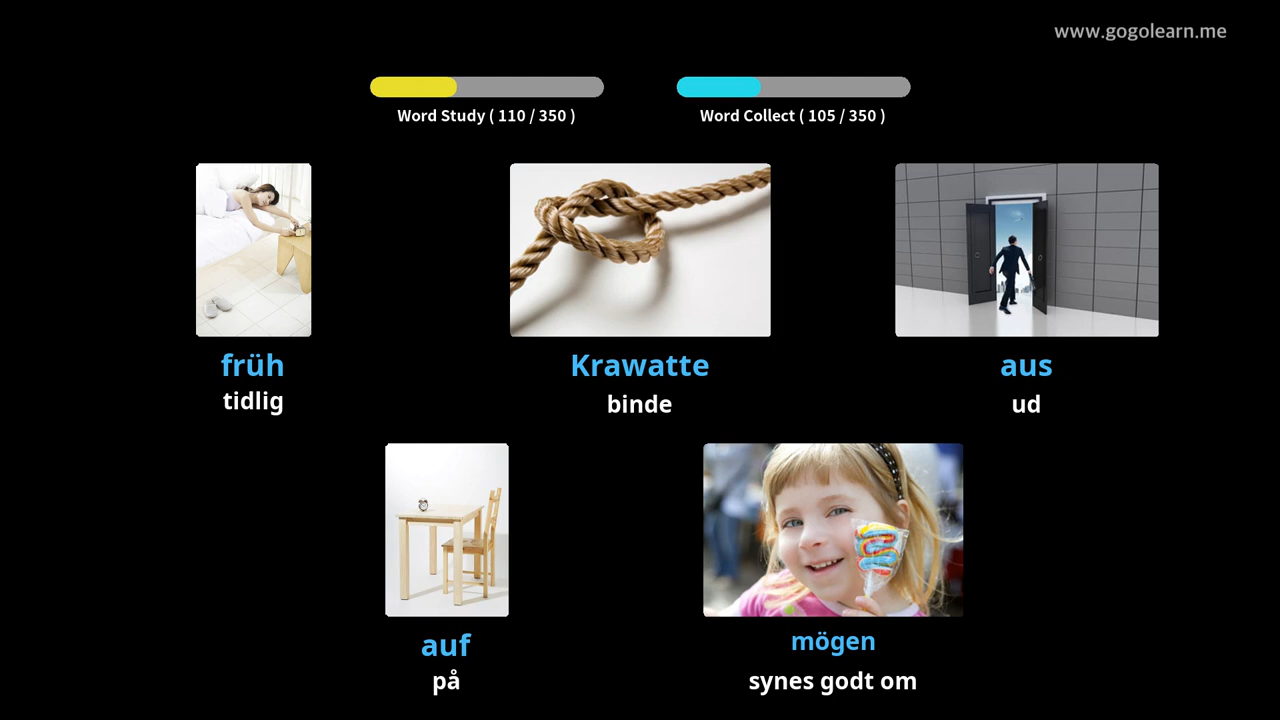 www.gogolearn.me
Word Study ( 110 / 350 )
Word Collect ( 105 / 350 )
früh
tidlig
Krawatte
binde
aus
ud
auf
på
mögen
synes godt om